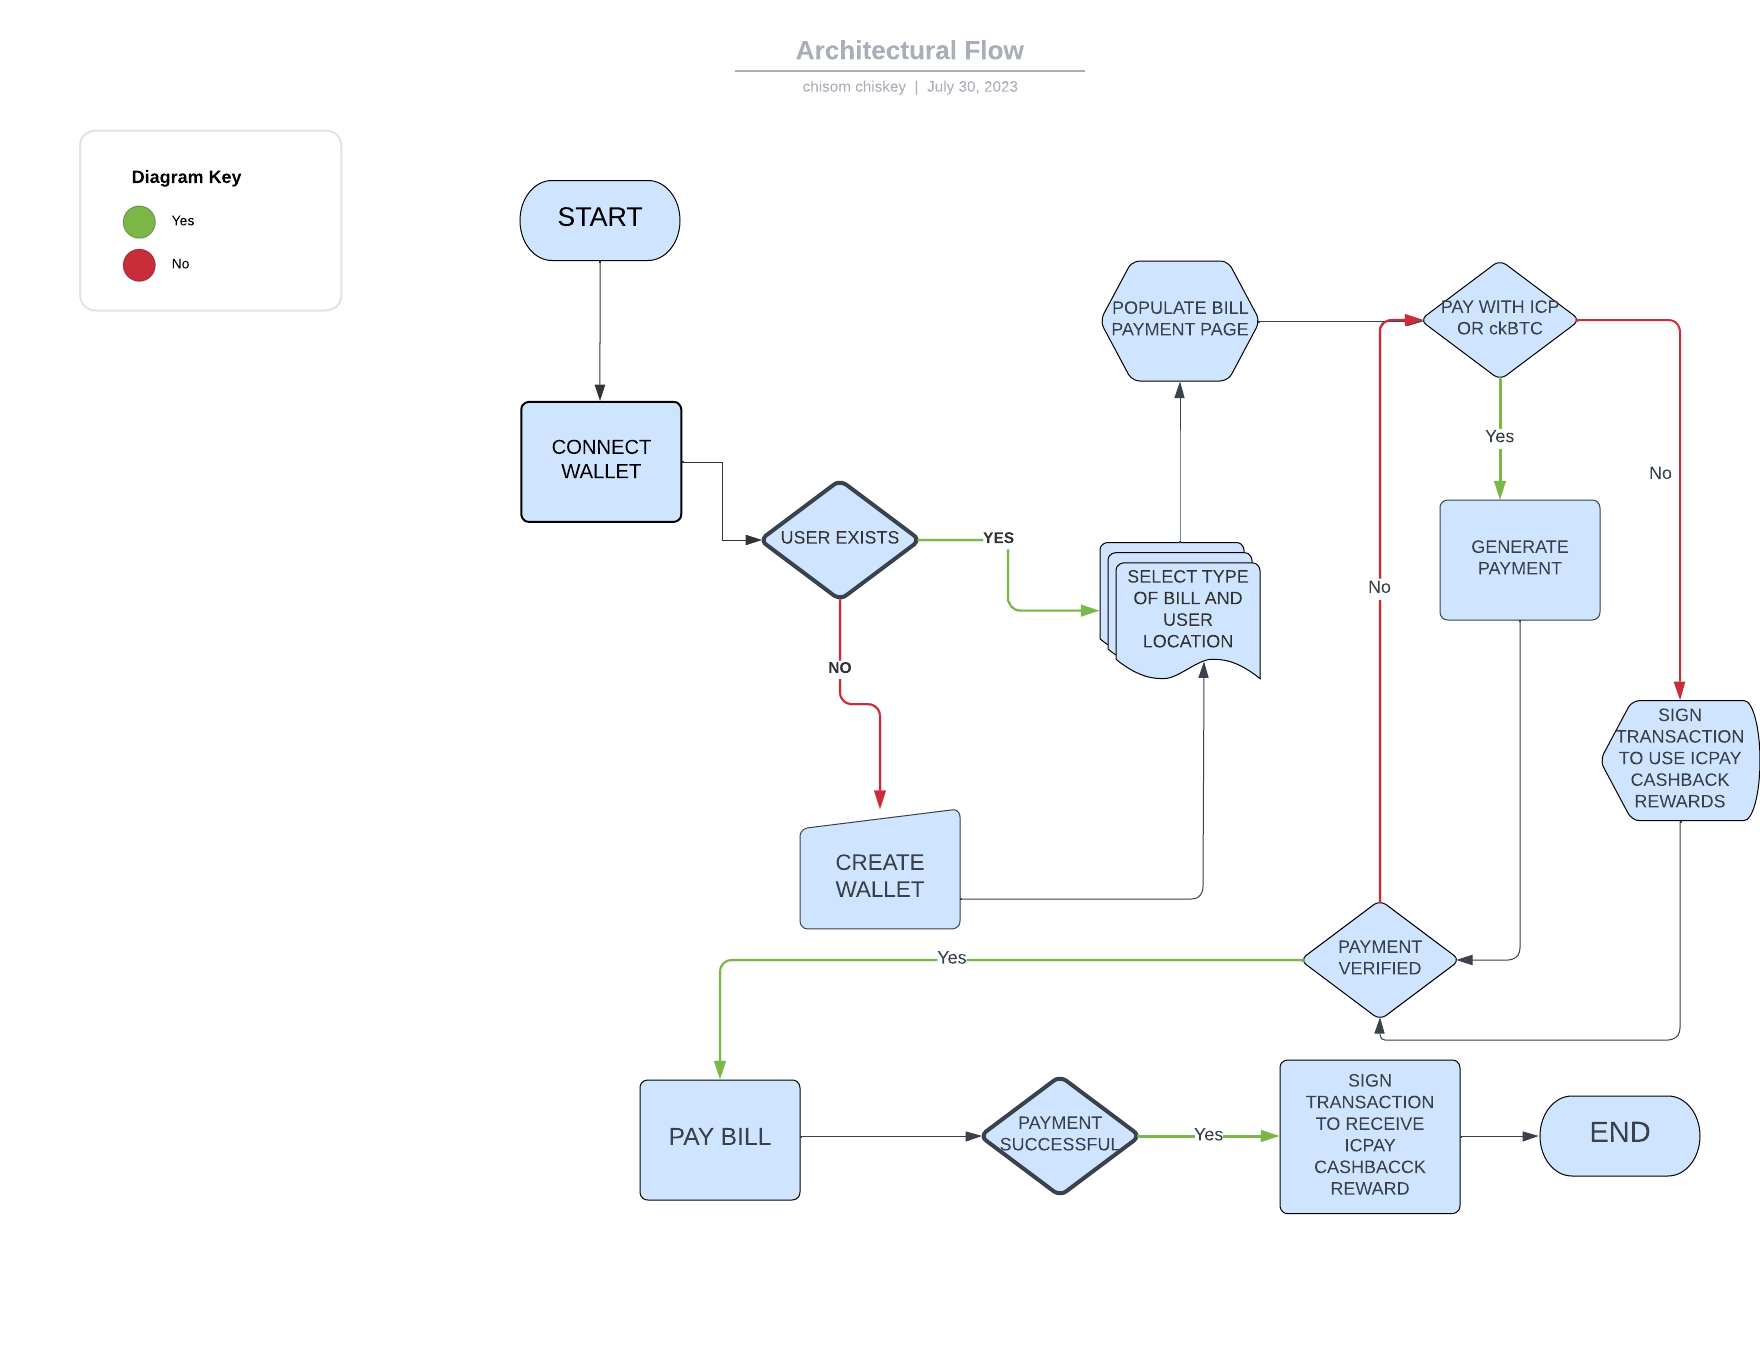 Architectural Flow
chisom chiskey | July 30, 2023
Diagram Key
Yes
No
START
CONNECT
WALLET
USER EXISTS
YES
NO
CREATE
WALLET
SELECT TYPE
OF BILL AND
USER
LOCATION
POPULATE BILL
PAYMENT PAGE
PAY WITH ICP
OR ckBTC
Yes
No
GENERATE
PAYMENT
No
SIGN
TRANSACTION
TO USE ICPAY
CASHBACK
REWARDS
PAYMENT
VERIFIED
Yes
PAY BILL
PAYMENT
SUCCESSFUL
Yes
SIGN
TRANSACTION
TO RECEIVE
ICPAY
CASHBACCK
REWARD
END